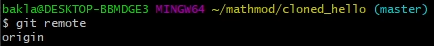 bakla@DESKTOP-BBMDGE3 MINGW64 ~/mathmod/cloned_hello (master)
$ git remote
origin